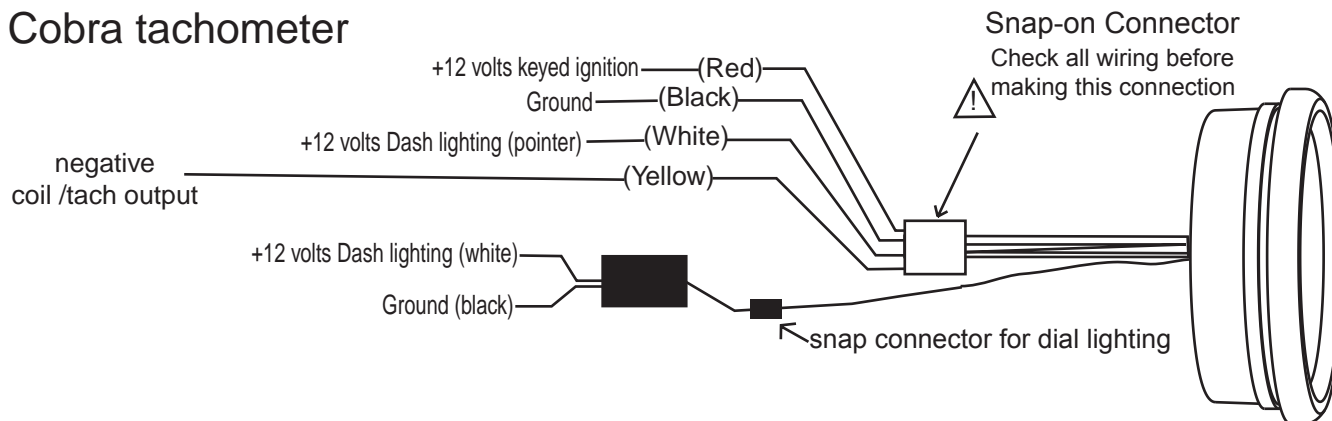 Cobra tachometer
Snap-on Connector
Check all wiring before
making this connection
!
+12 volts keyed ignition (Red)
Ground (Black)
+12 volts Dash lighting (pointer) (White)
negative
coil /tach output
(Yellow)
+12 volts Dash lighting (white)
Ground (black)
snap connector for dial lighting